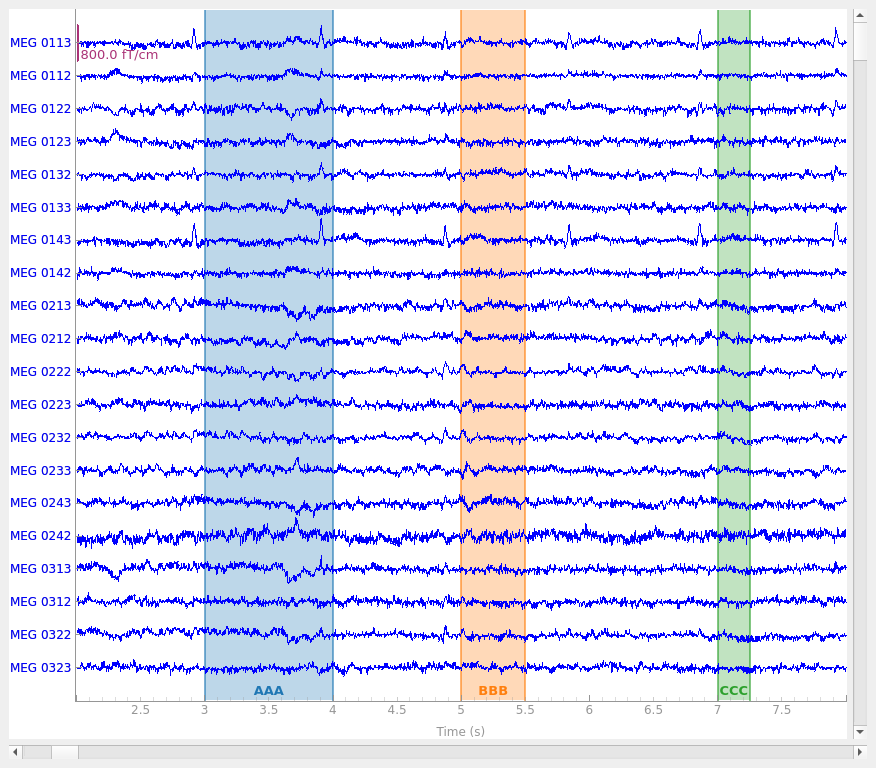 MEG 0113
800.0 fT/cm
MEG 0112
MEG 0122
MEG 0123
MEG 0132
MEG 0133
MEG 0143
MEG 0142
MEG 0213
MEG 0212
MEG 0222
MEG 0223
MEG 0232
MEG 0233
MEG 0243
MEG 0242
MEG 0313
MEG 0312
MEG 0322
MEG 0323
AAA BBB CCC
2.5 3 3.5 4 4.5 5 5.5 6 6.5 7 7.5
Time (s)